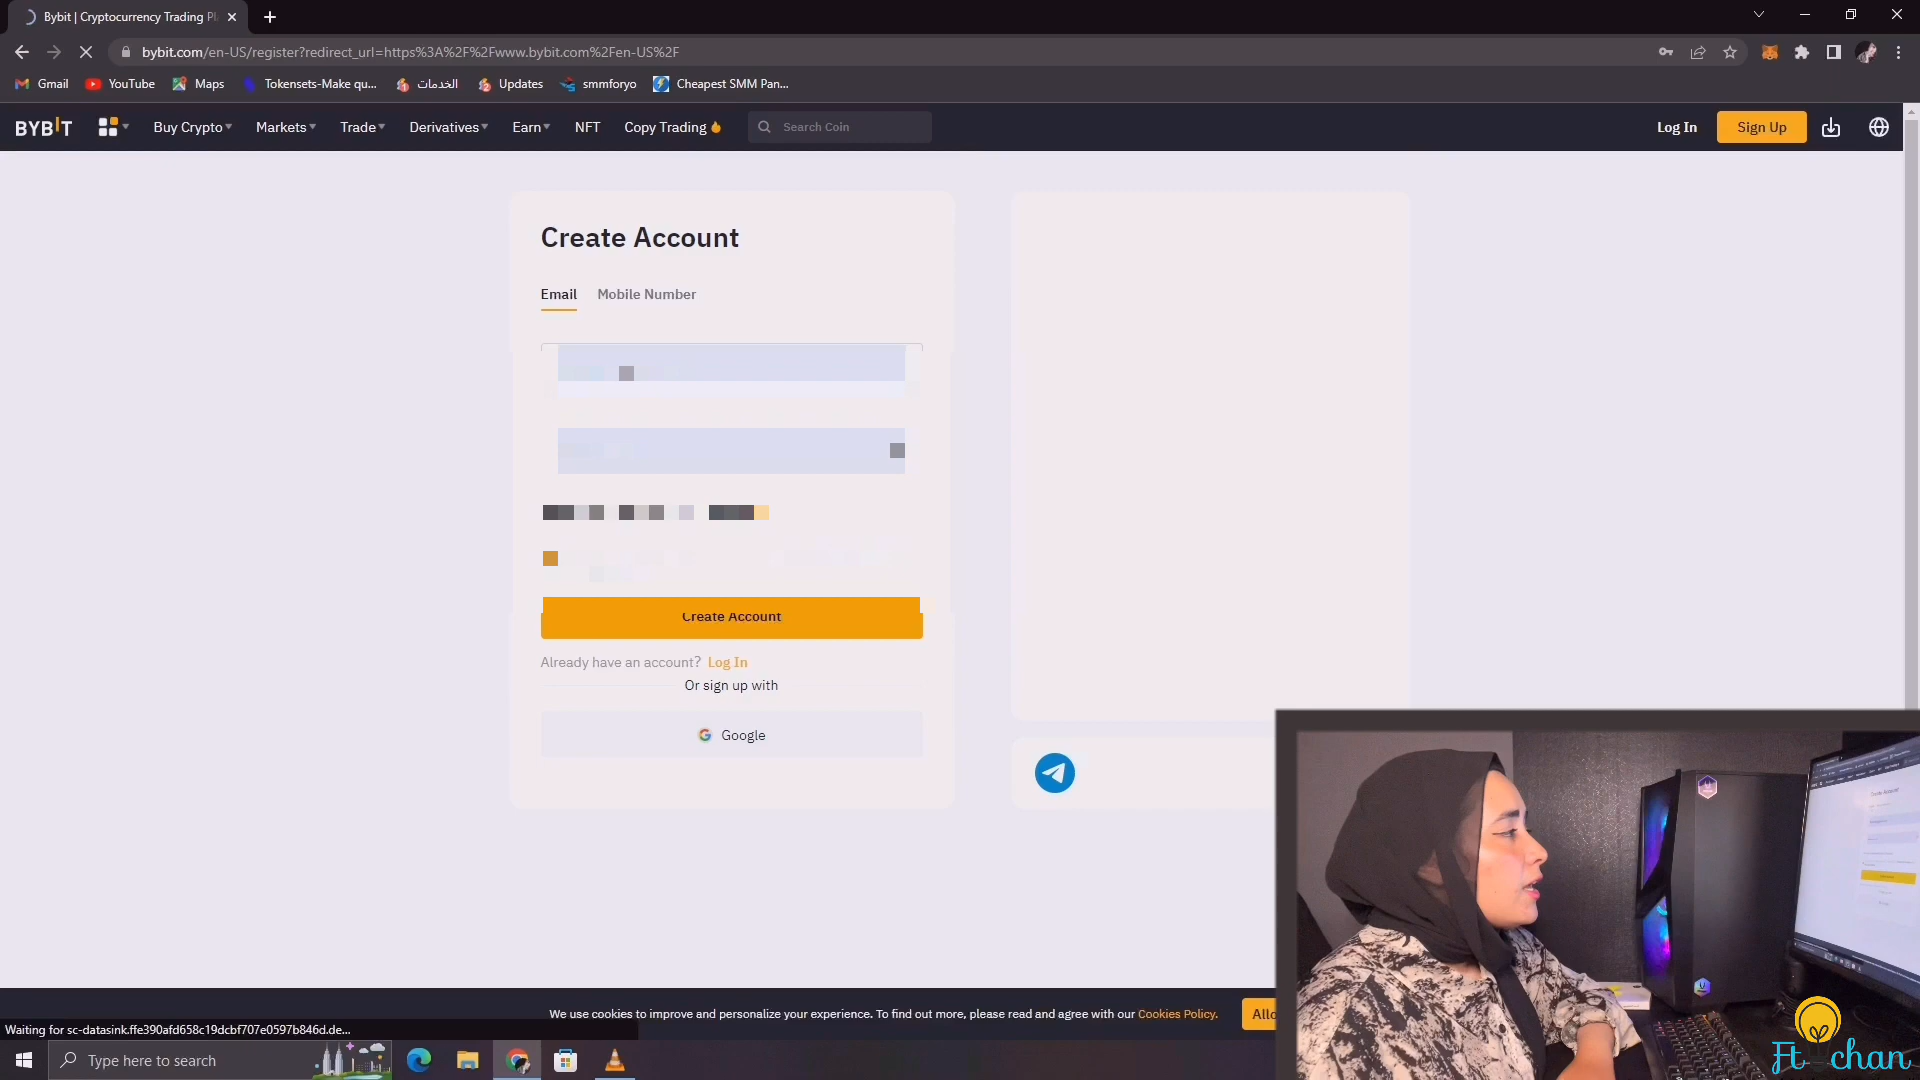 Bybit | Cryptocurrency Trading Pl
bybit.com/en-US/register?redirect_url=https%3A%2F%2Fwww.bybit.com%2Fen-US%2F
Gmail YouTube Maps Tokensets-Make qu... الخدمات Updates smmforyo Cheapest SMM Pan...
BYBIT Buy Crypto Markets Trade Derivatives Earn NFT Copy Trading Search Coin Log In Sign Up
Create Account
Email Mobile Number
Create Account
Already have an account? Log In
Or sign up with
Google
We use cookies to improve and personalize your experience. To find out more, please read and agree with our Cookies Policy. Allo
Waiting for sc-datasink.ffe390afd658c19dcbf707e0597b846d.de...
Type here to search
Ft chan